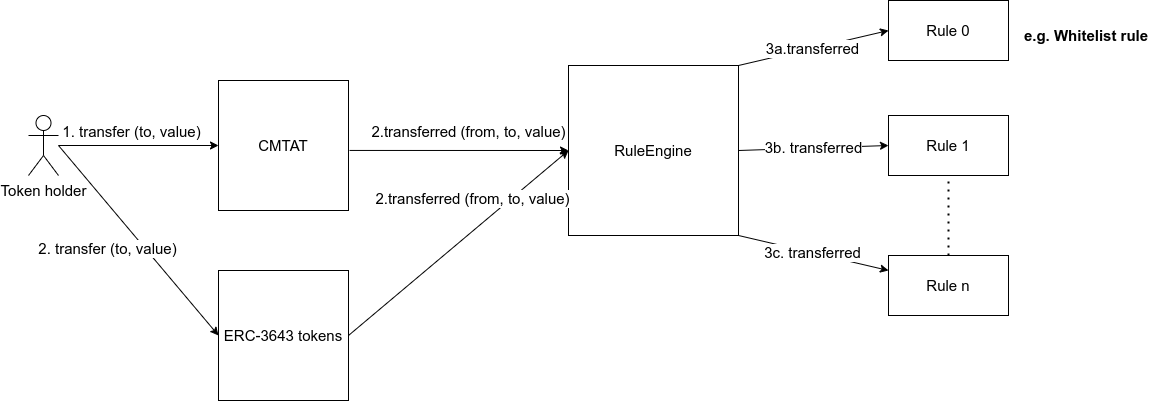 Rule 0
e.g. Whitelist rule
3a.transferred
1. transfer (to, value)
CMTAT
2.transferred (from, to, value)
RuleEngine
3b. transferred
Rule 1
Token holder
2.transferred (from, to, value)
2. transfer (to, value)
3c. transferred
Rule n
ERC-3643 tokens